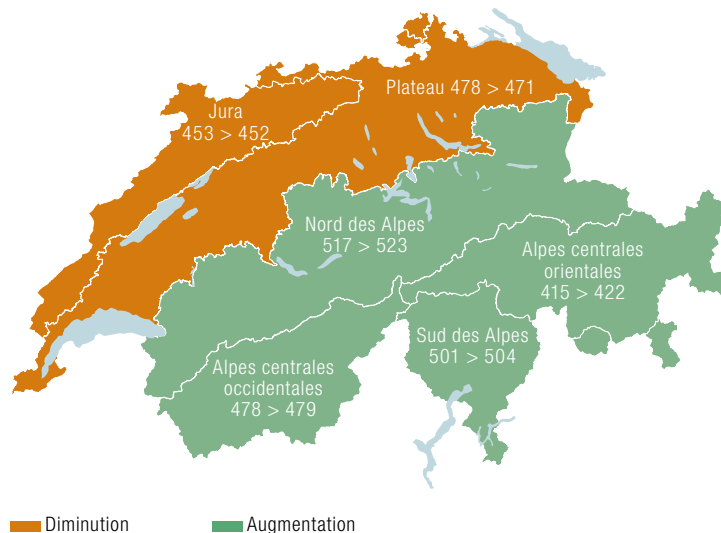 Plateau 478 > 471
Jura
453 > 452
Nord des Alpes
517 > 523
Alpes centrales
orientales
415 > 422
Sud des Alpes
501 > 504
Alpes centrales
occidentales
478 > 479
Diminution
Augmentation